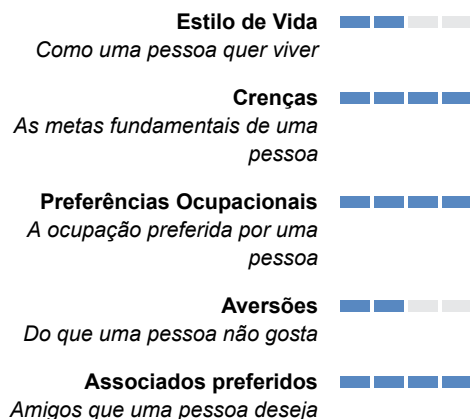 Estilo de Vida
Como uma pessoa quer viver
Crenças
As metas fundamentais de uma
pessoa
Preferências Ocupacionais
A ocupação preferida por uma
pessoa
Aversões
Do que uma pessoa não gosta
Associados preferidos
Amigos que uma pessoa deseja